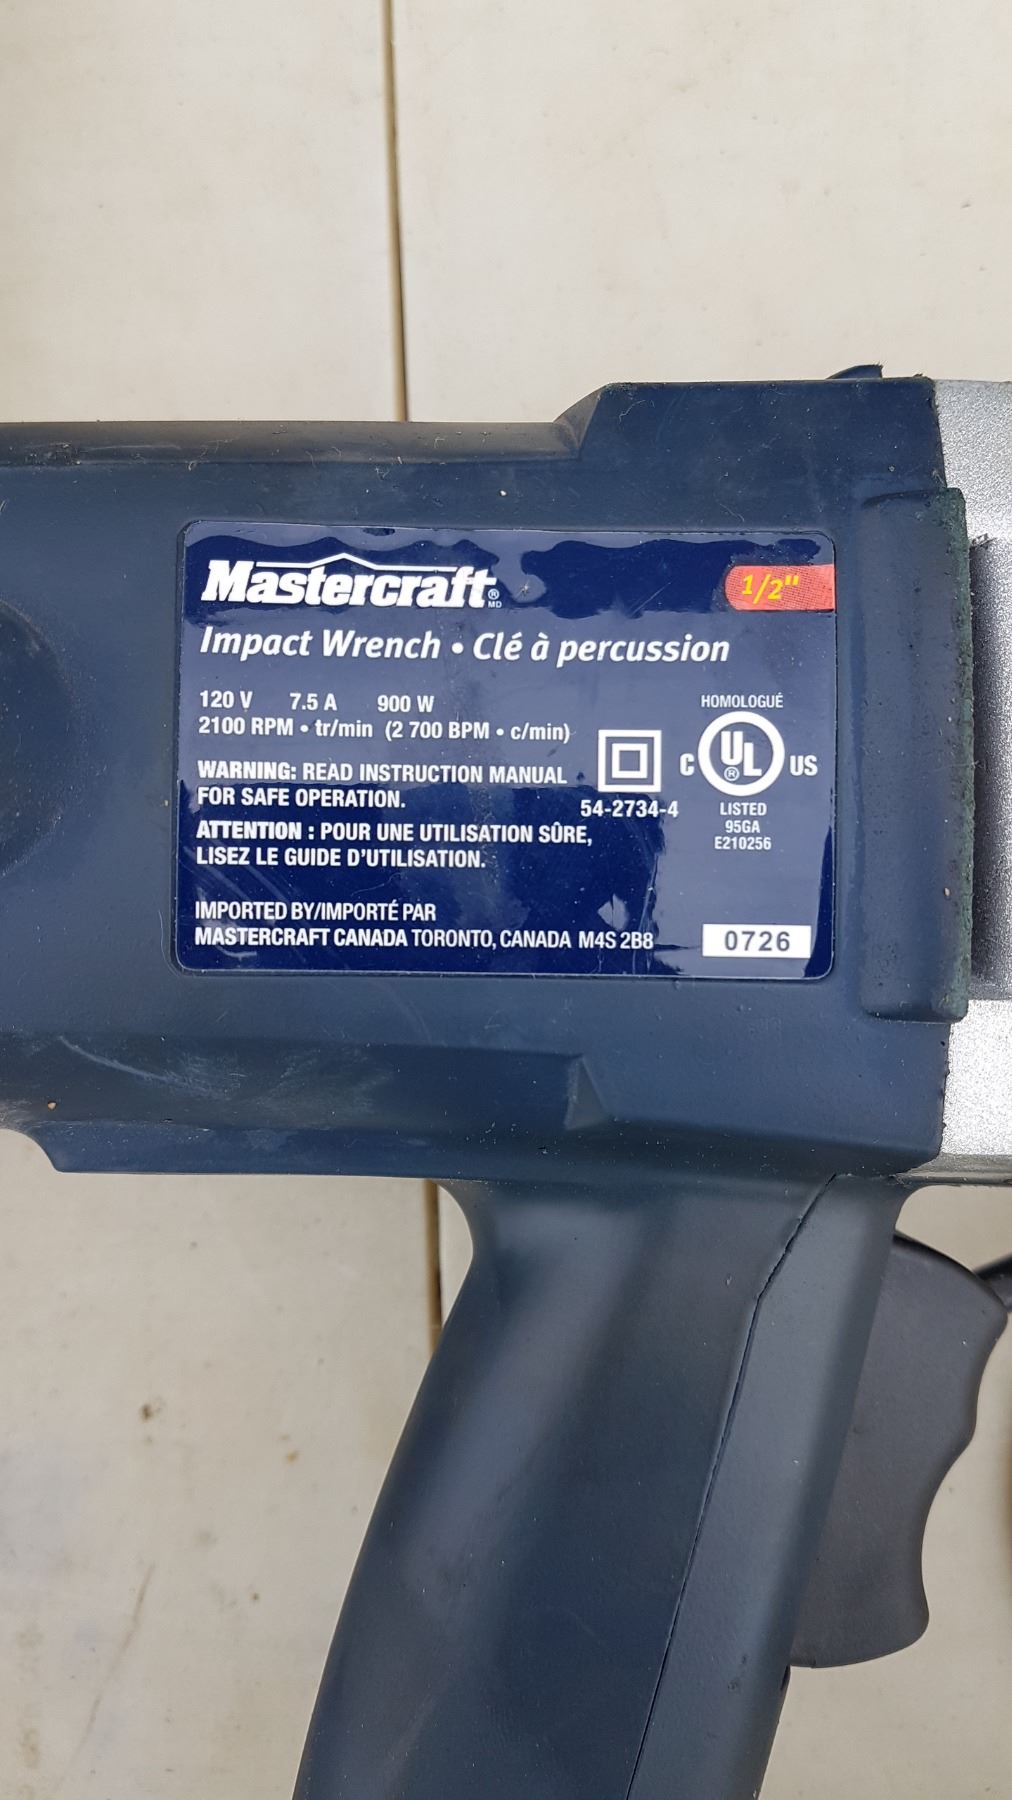 Mastercraft® MD
1/2"
Impact Wrench • Clé à percussion
120 V 7.5 A 900 W
2100 RPM • tr/min (2 700 BPM • c/min)
WARNING: READ INSTRUCTION MANUAL
FOR SAFE OPERATION.
ATTENTION : POUR UNE UTILISATION SÛRE,
LISEZ LE GUIDE D'UTILISATION.
54-2734-4
HOMOLOGUÉ
C UL® US
LISTED
95GA
E210256
IMPORTED BY/IMPORTÉ PAR
MASTERCRAFT CANADA TORONTO, CANADA M4S 2B8
0726